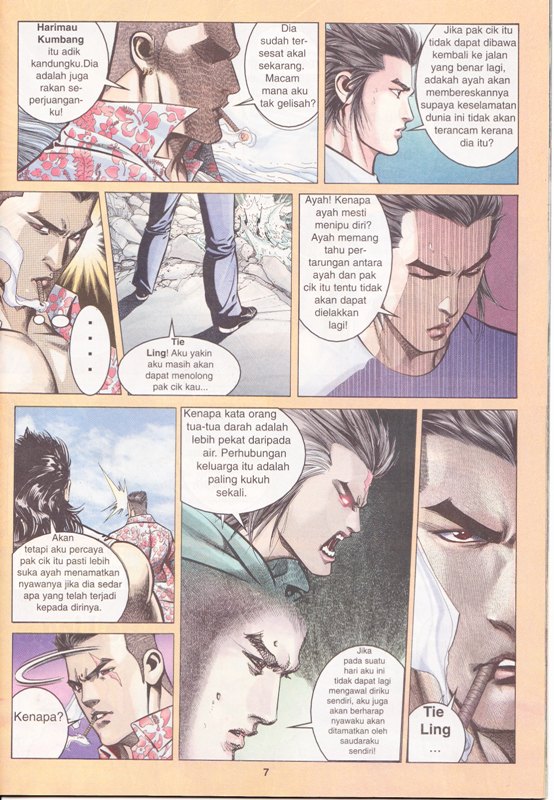 Harimau
Kumbang
itu adik
kandungku.Dia
adalah juga
rakan se-
perjuangan-
ku!
Dia
sudah ter-
sesat akal
sekarang.
Macam
mana aku
tak gelisah?
Jika pak cik itu
tidak dapat dibawa
kembali ke jalan
yang benar lagi,
adakah ayah akan
membereskannya
supaya keselamatan
dunia ini tidak akan
terancam kerana
dia itu?
. . . .
Tie
Ling! Aku yakin
aku masih akan
dapat menolong
pak cik kau...
Ayah! Kenapa
ayah mesti
menipu diri?
Ayah memang
tahu per-
tarungan antara
ayah dan pak
cik itu tentu tidak
akan dapat
dielakkan
lagi!
Akan
tetapi aku percaya
pak cik itu pasti lebih
suka ayah menamatkan
nyawanya jika dia sedar
apa yang telah terjadi
kepada dirinya.
Kenapa kata orang
tua-tua darah adalah
lebih pekat daripada
air. Perhubungan
keluarga itu adalah
paling kukuh
sekali.
Jika
pada suatu
hari aku ini
tidak dapat lagi
mengawal diriku
sendiri, aku juga
akan berharap
nyawaku akan
ditamatkan oleh
saudaraku
sendiri!
Tie
Ling
...
Kenapa?
7